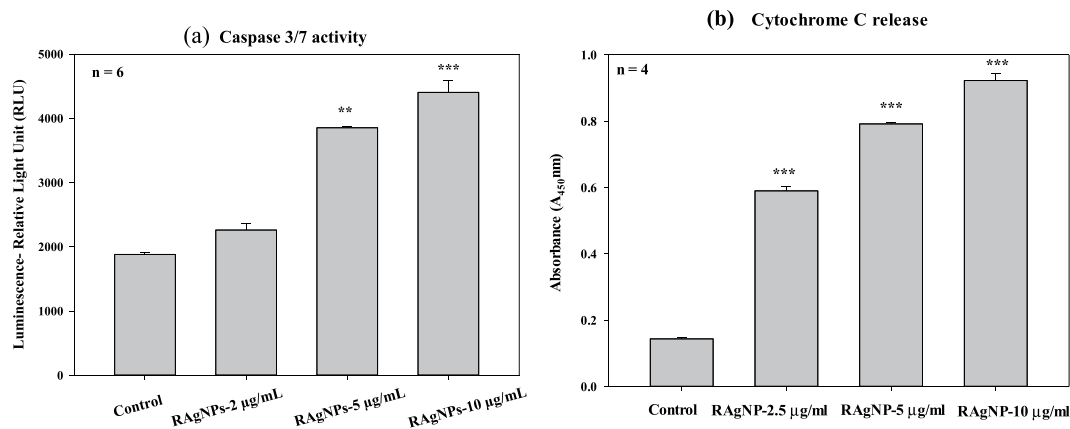 (a) Caspase 3/7 activity
n = 6
Luminescence- Relative Light Unit (RLU)
5000
4000
3000
2000
1000
0
**
***
Control
RAgNPs-2 µg/mL
RAgNPs-5 µg/mL
RAgNPs-10 µg/mL
(b) Cytochrome C release
n = 4
Absorbance (A450nm)
1.0
0.8
0.6
0.4
0.2
0.0
***
***
***
Control
RAgNP-2.5 µg/ml
RAgNP-5 µg/ml
RAgNP-10 µg/ml